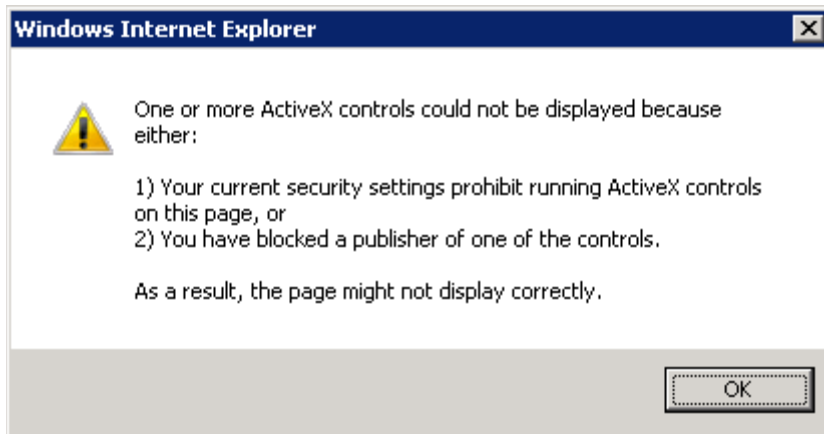 Windows Internet Explorer
One or more ActiveX controls could not be displayed because
either:
1) Your current security settings prohibit running ActiveX controls
on this page, or
2) You have blocked a publisher of one of the controls.
As a result, the page might not display correctly.
OK